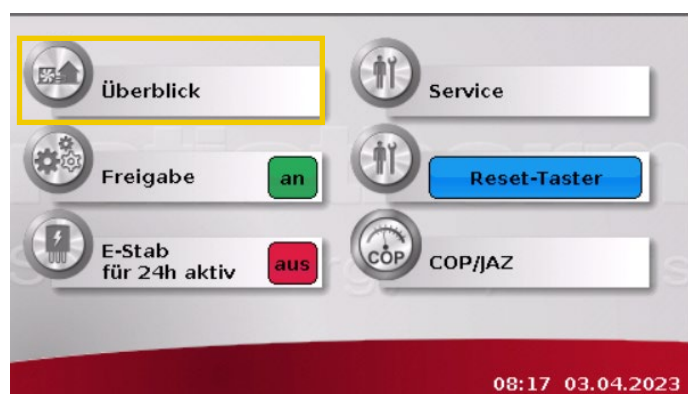 Überblick
Service
Freigabe
an
Reset-Taster
E-Stab
für 24h aktiv
aus
COP
COP/JAZ
08:17 03.04.2023